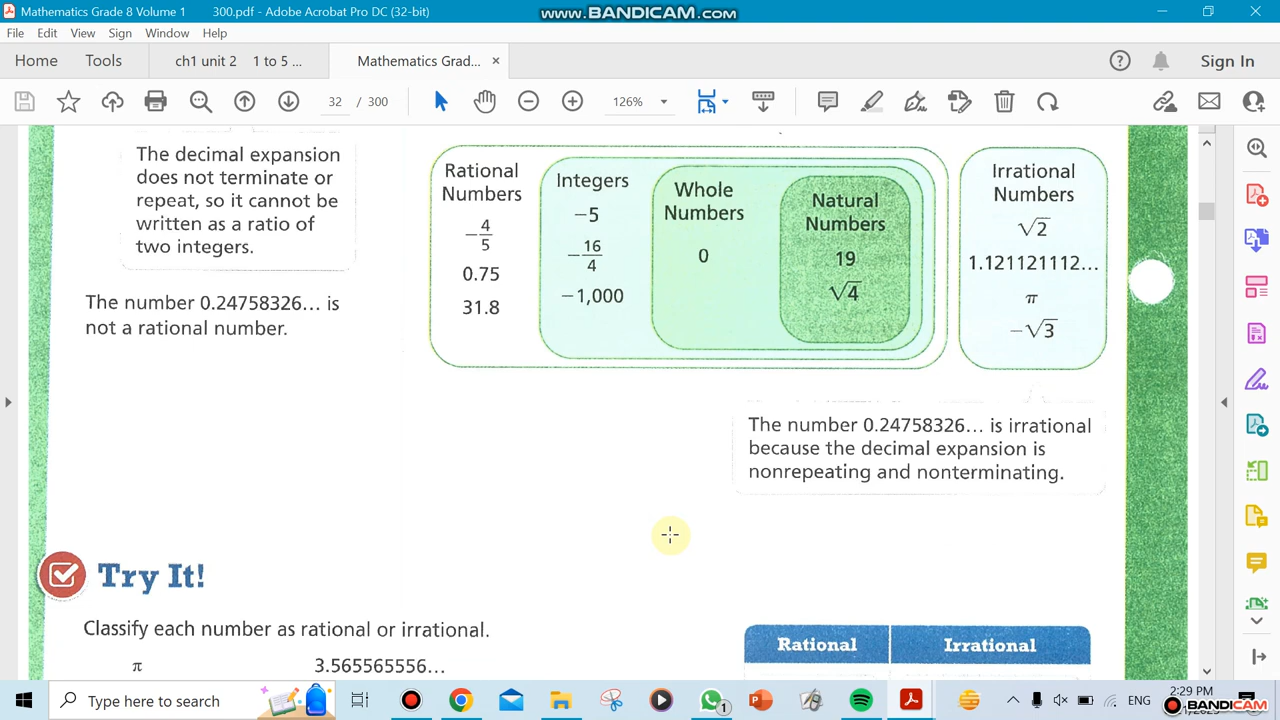 Mathematics Grade 8 Volume 1 300.pdf - Adobe Acrobat Pro DC (32-bit)
www.BANDICAM.com
File Edit View Sign Window Help
Home Tools ch1 unit 2 1 to 5 ... Mathematics Grad... × Sign In
32 / 300 126%
The decimal expansion
does not terminate or
repeat, so it cannot be
written as a ratio of
two integers.
The number 0.24758326... is
not a rational number.
Rational
Numbers
-4/5
0.75
31.8
Integers
-5
-16/4
-1,000
Whole
Numbers
0
Natural
Numbers
19
√4
Irrational
Numbers
√2
1.121121112...
π
-√3
The number 0.24758326... is irrational
because the decimal expansion is
nonrepeating and nonterminating.
Try It!
Classify each number as rational or irrational.
π 3.565565556...
Rational Irrational
Type here to search
1
ENG
2:29 PM
BANDICAM